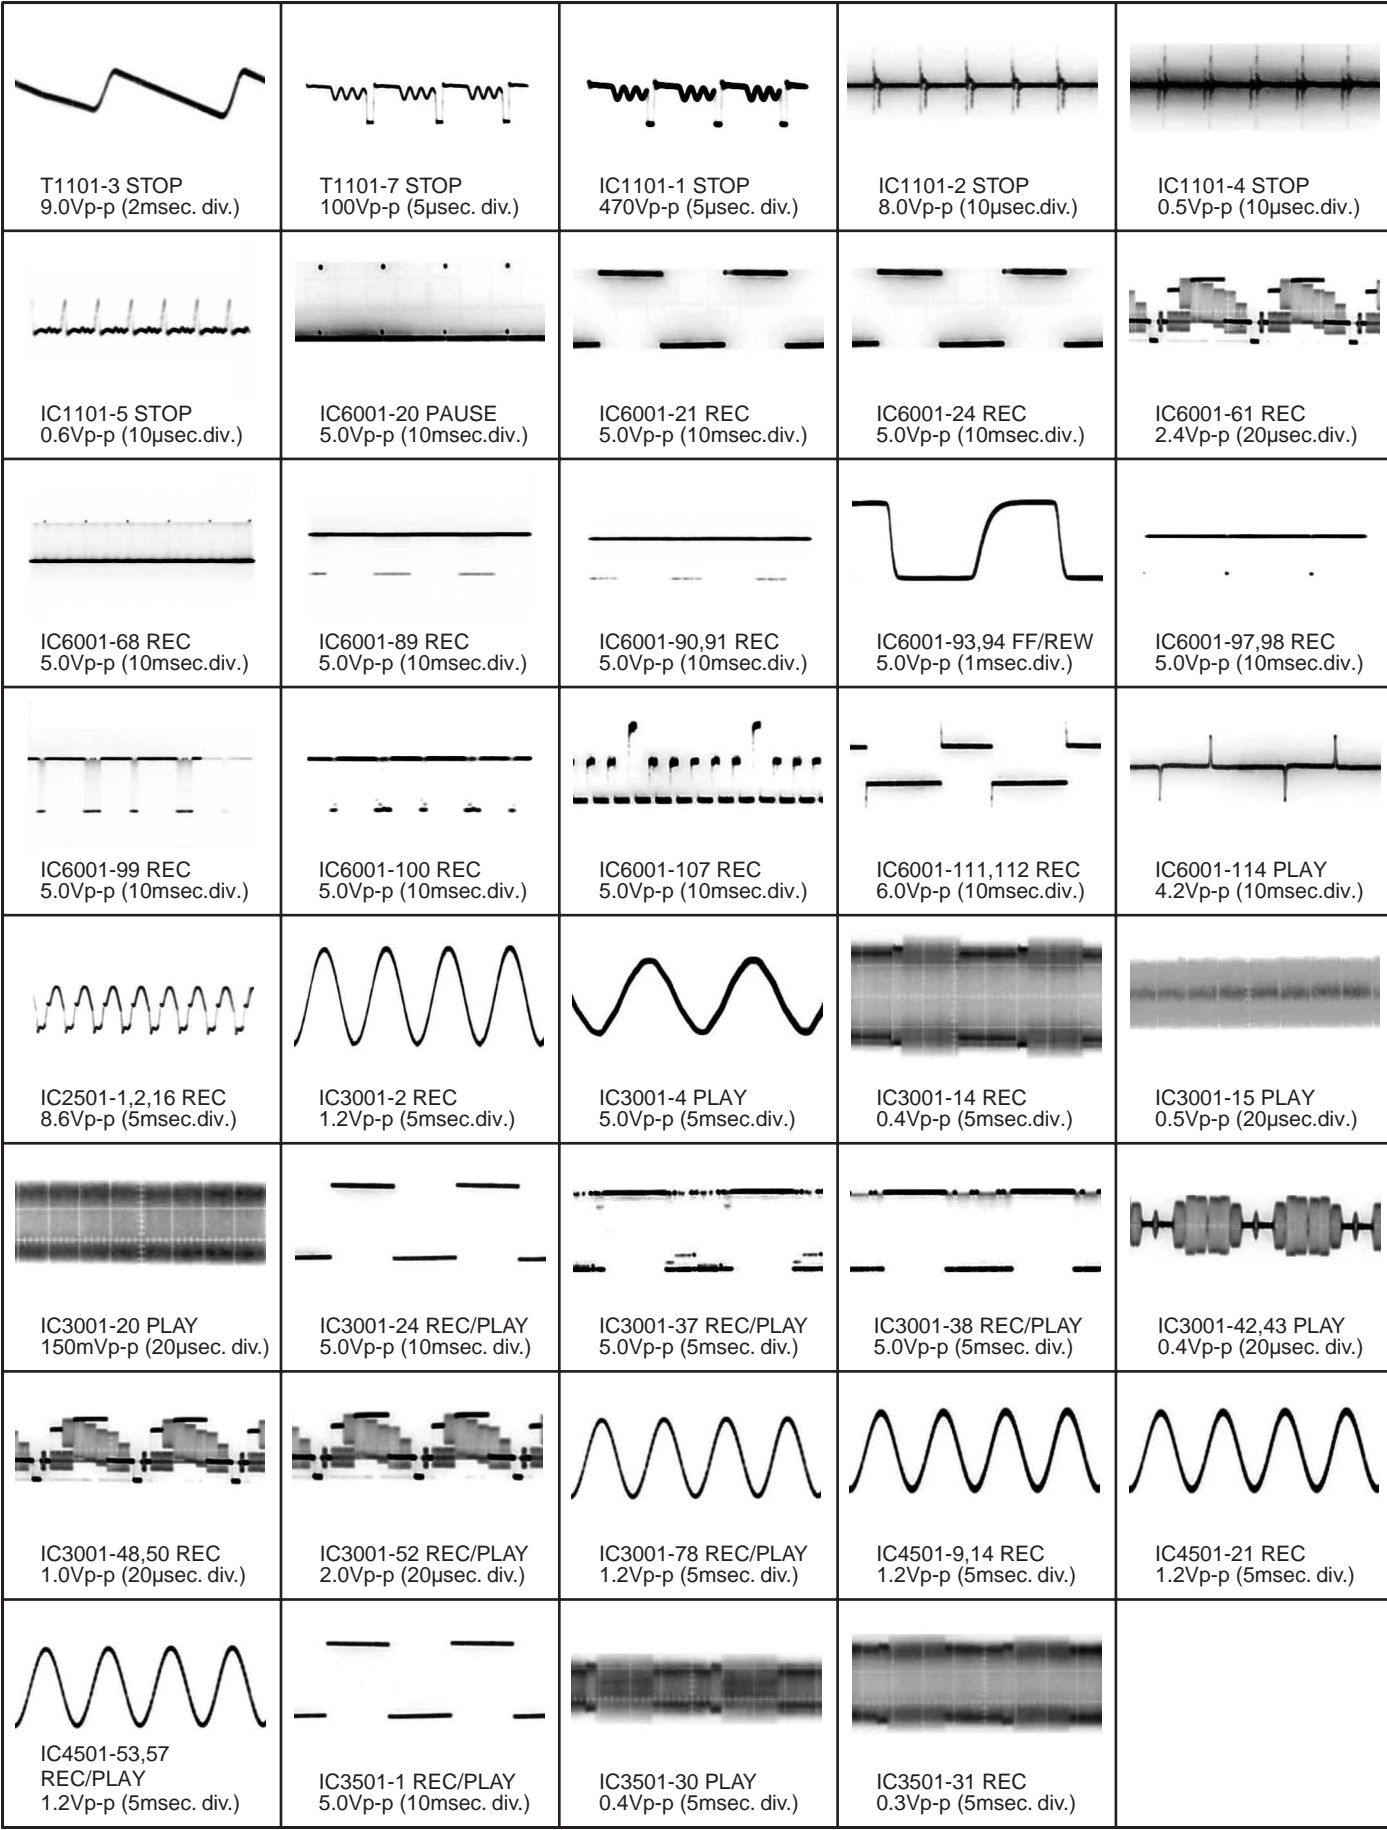 T1101-3 STOP
9.0Vp-p (2msec. div.)
T1101-7 STOP
100Vp-p (5µsec. div.)
IC1101-1 STOP
470Vp-p (5µsec. div.)
IC1101-2 STOP
8.0Vp-p (10µsec.div.)
IC1101-4 STOP
0.5Vp-p (10µsec.div.)
IC1101-5 STOP
0.6Vp-p (10µsec.div.)
IC6001-20 PAUSE
5.0Vp-p (10msec.div.)
IC6001-21 REC
5.0Vp-p (10msec.div.)
IC6001-24 REC
5.0Vp-p (10msec.div.)
IC6001-61 REC
2.4Vp-p (20µsec.div.)
IC6001-68 REC
5.0Vp-p (10msec.div.)
IC6001-89 REC
5.0Vp-p (10msec.div.)
IC6001-90,91 REC
5.0Vp-p (10msec.div.)
IC6001-93,94 FF/REW
5.0Vp-p (1msec.div.)
IC6001-97,98 REC
5.0Vp-p (10msec.div.)
IC6001-99 REC
5.0Vp-p (10msec.div.)
IC6001-100 REC
5.0Vp-p (10msec.div.)
IC6001-107 REC
5.0Vp-p (10msec.div.)
IC6001-111,112 REC
6.0Vp-p (10msec.div.)
IC6001-114 PLAY
4.2Vp-p (10msec.div.)
IC2501-1,2,16 REC
8.6Vp-p (5msec.div.)
IC3001-2 REC
1.2Vp-p (5msec.div.)
IC3001-4 PLAY
5.0Vp-p (5msec.div.)
IC3001-14 REC
0.4Vp-p (5msec.div.)
IC3001-15 PLAY
0.5Vp-p (20µsec.div.)
IC3001-20 PLAY
150mVp-p (20µsec. div.)
IC3001-24 REC/PLAY
5.0Vp-p (10msec. div.)
IC3001-37 REC/PLAY
5.0Vp-p (5msec. div.)
IC3001-38 REC/PLAY
5.0Vp-p (5msec. div.)
IC3001-42,43 PLAY
0.4Vp-p (20µsec. div.)
IC3001-48,50 REC
1.0Vp-p (20µsec. div.)
IC3001-52 REC/PLAY
2.0Vp-p (20µsec. div.)
IC3001-78 REC/PLAY
1.2Vp-p (5msec. div.)
IC4501-9,14 REC
1.2Vp-p (5msec. div.)
IC4501-21 REC
1.2Vp-p (5msec. div.)
IC4501-53,57
REC/PLAY
1.2Vp-p (5msec. div.)
IC3501-1 REC/PLAY
5.0Vp-p (10msec. div.)
IC3501-30 PLAY
0.4Vp-p (5msec. div.)
IC3501-31 REC
0.3Vp-p (5msec. div.)